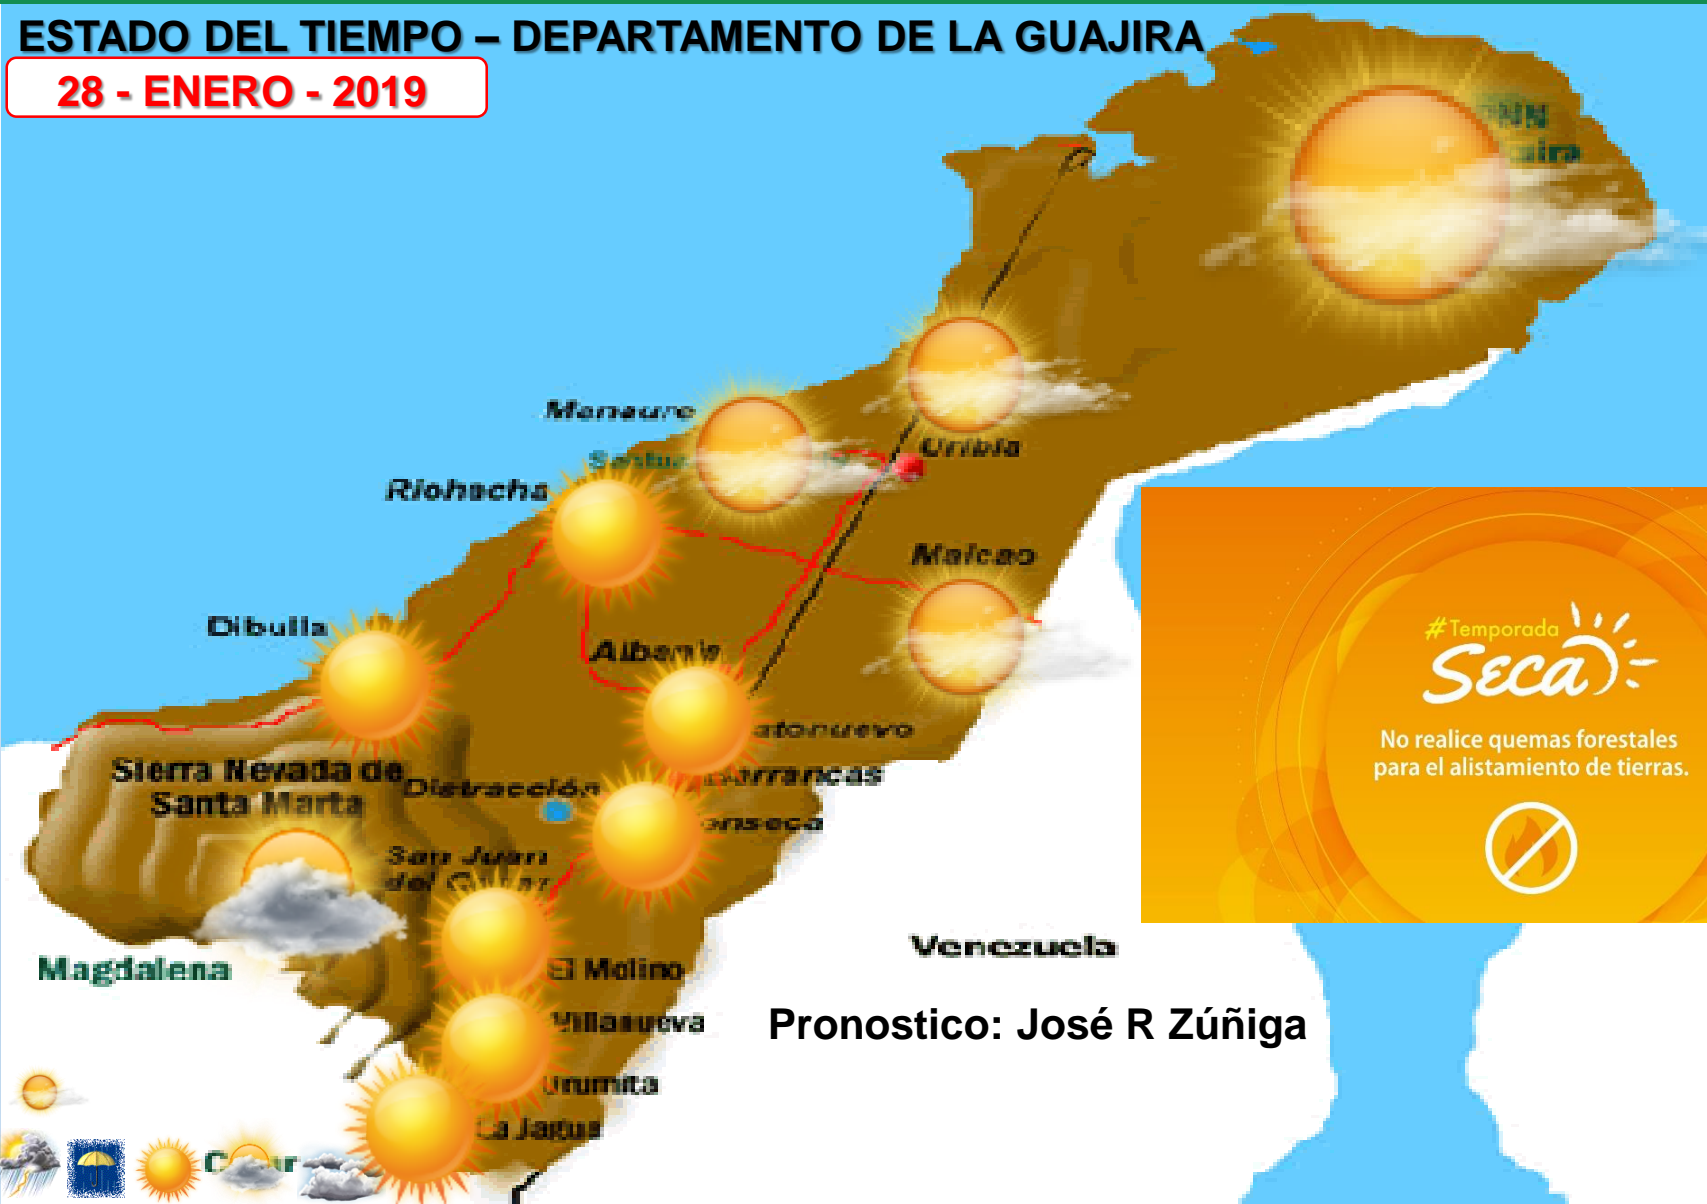 ESTADO DEL TIEMPO – DEPARTAMENTO DE LA GUAJIRA
28 - ENERO - 2019
Manaure
Uribia
Riohacha
Maicao
Dibulla
#Temporada
Seca
No realice quemas forestales
para el alistamiento de tierras.
Sierra Nevada de
Santa Marta
Distracción
San Juan
del
Venezuela
Magdalena
El Molino
Villanueva
Pronostico: José R Zúñiga
Urumita
La Jagua